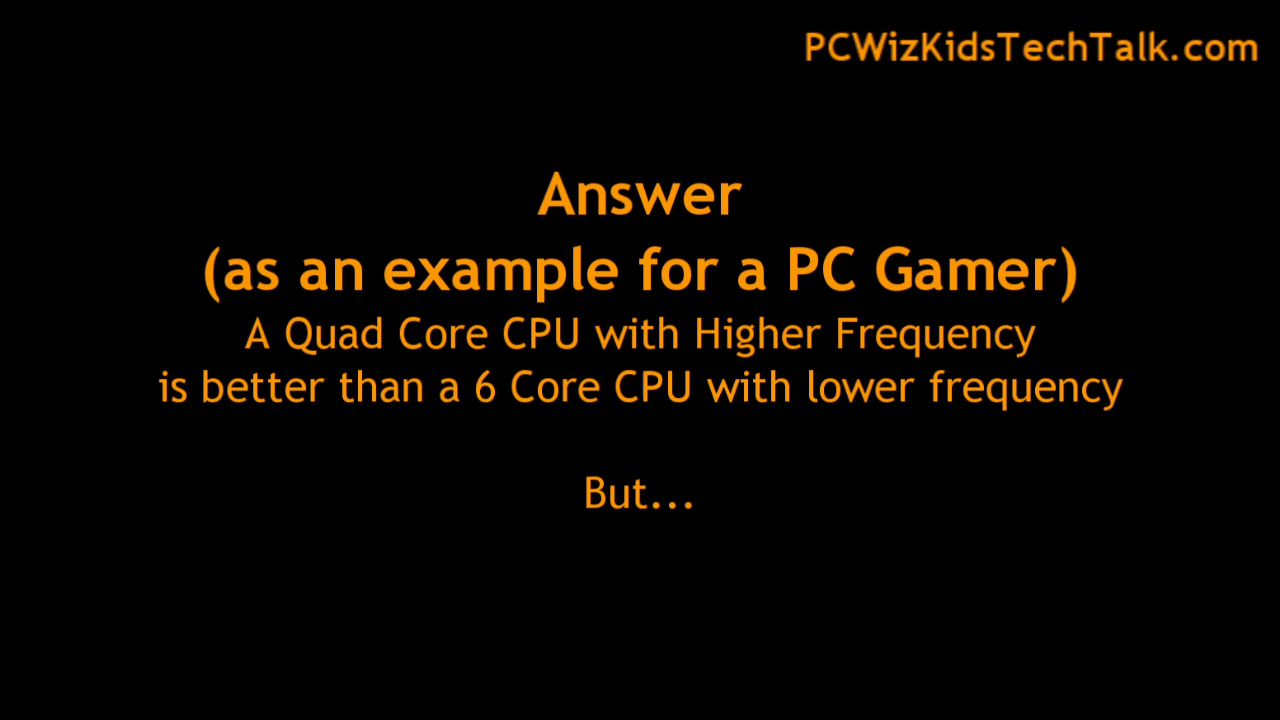 PCWizKidsTechTalk.com
Answer
(as an example for a PC Gamer)
A Quad Core CPU with Higher Frequency
is better than a 6 Core CPU with lower frequency
But...